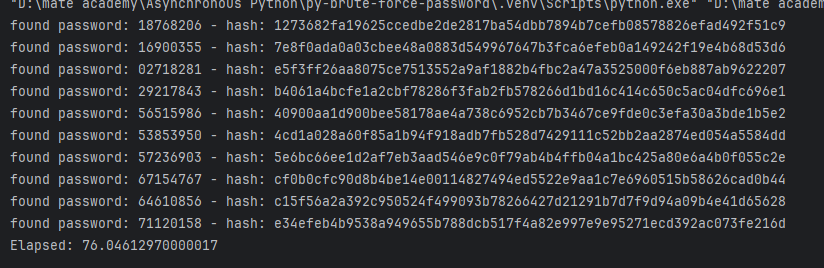 "D:\mate academy\Asynchronous Python\py-brute-force-password\.venv\Scripts\python.exe" "D:\mate acade
found password: 18768206 - hash: 1273682fa19625ccedbe2de2817ba54dbb7894b7cefb08578826efad492f51c9
found password: 16900355 - hash: 7e8f0ada0a03cbee48a0883d549967647b3fca6efeb0a149242f19e4b68d53d6
found password: 02718281 - hash: e5f3ff26aa8075ce7513552a9af1882b4fbc2a47a3525000f6eb887ab9622207
found password: 29217843 - hash: b4061a4bcfe1a2cbf78286f3fab2fb578266d1bd16c414c650c5ac04dfc696e1
found password: 56515986 - hash: 40900aa1d900bee58178ae4a738c6952cb7b3467ce9fde0c3efa30a3bde1b5e2
found password: 53853950 - hash: 4cd1a028a60f85a1b94f918adb7fb528d7429111c52bb2aa2874ed054a5584dd
found password: 57236903 - hash: 5e6bc66ee1d2af7eb3aad546e9c0f79ab4b4ffb04a1bc425a80e6a4b0f055c2e
found password: 67154767 - hash: cf0b0cfc90d8b4be14e00114827494ed5522e9aa1c7e6960515b58626cad0b44
found password: 64610856 - hash: c15f56a2a392c950524f499093b78266427d21291b7d7f9d94a09b4e41d65628
found password: 71120158 - hash: e34efeb4b9538a949655b788dcb517f4a82e997e9e95271ecd392ac073fe216d
Elapsed: 76.04612970000017